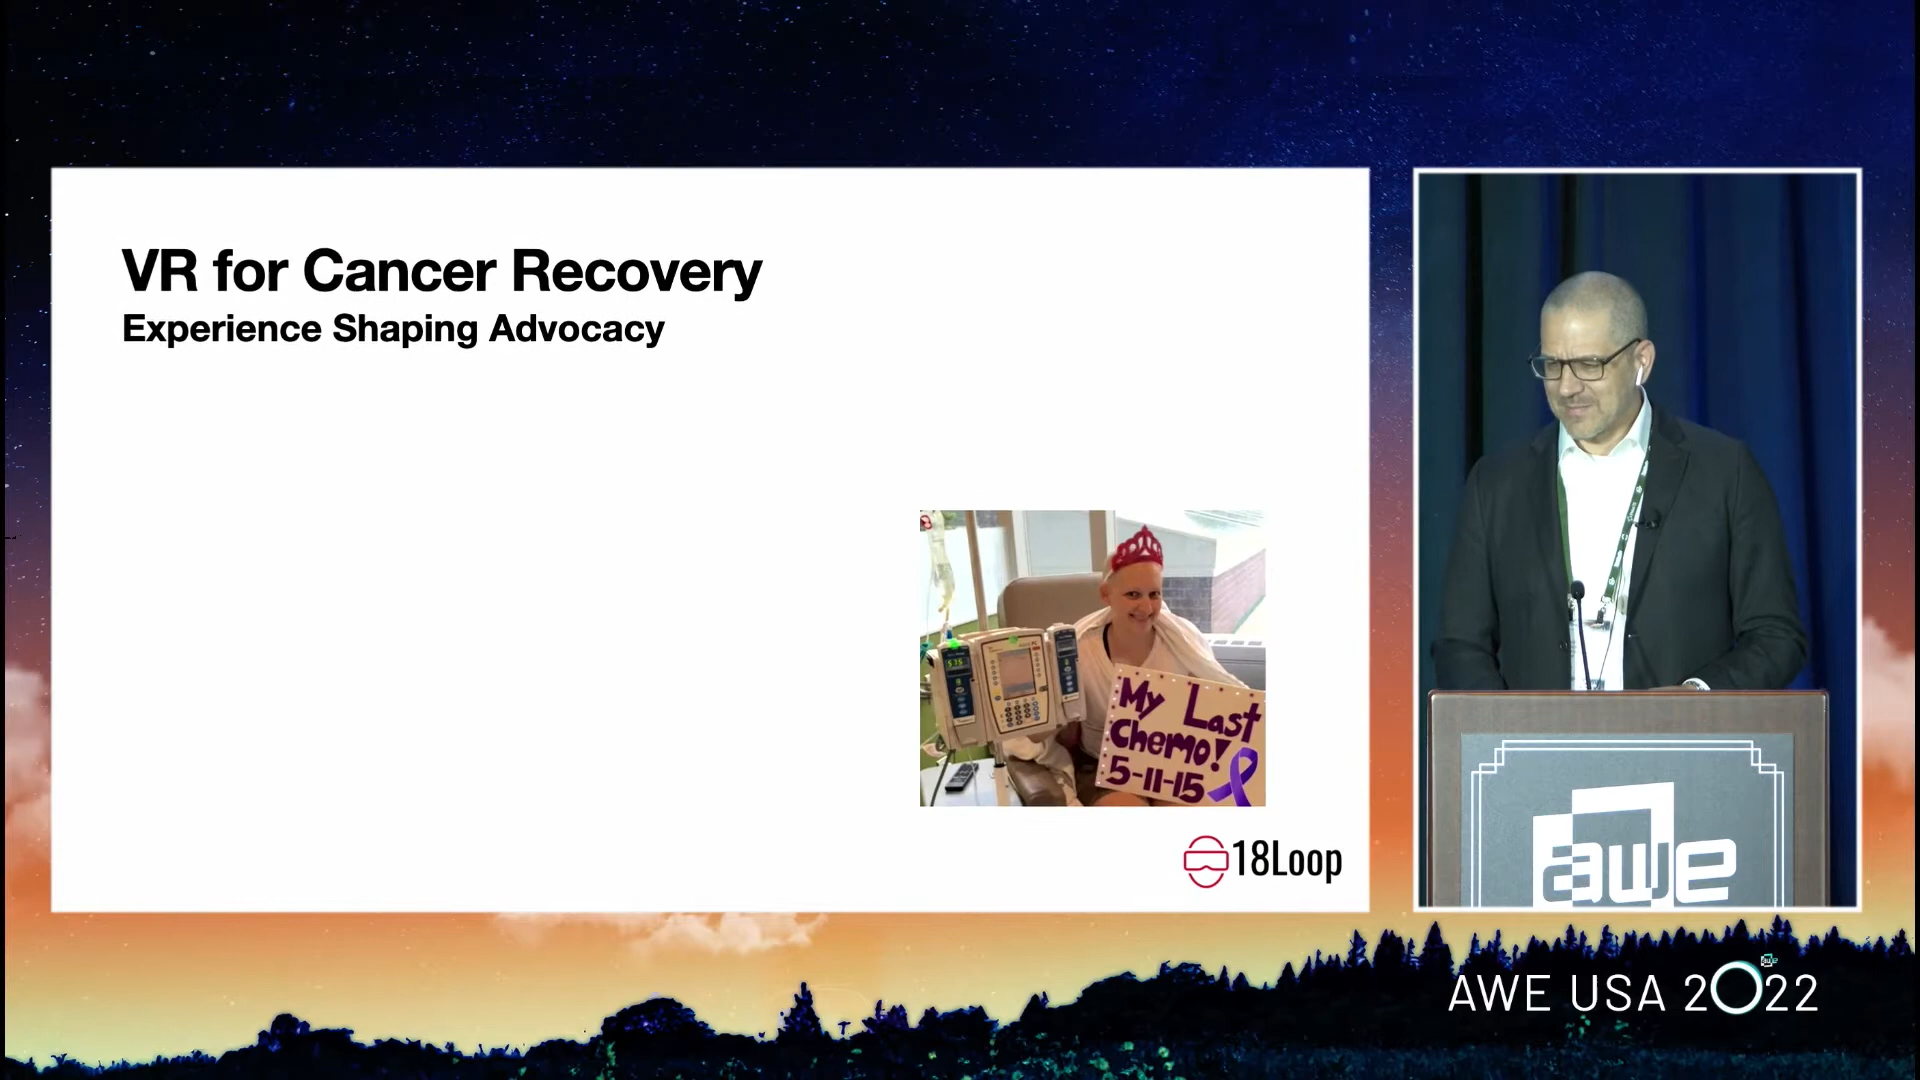 VR for Cancer Recovery
Experience Shaping Advocacy
My Last
Chemo!
5-11-15
18Loop
awe
AWE USA 2022